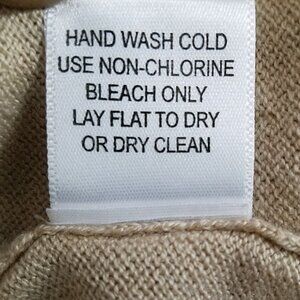 HAND WASH COLD
USE NON-CHLORINE
BLEACH ONLY
LAY FLAT TO DRY
OR DRY CLEAN